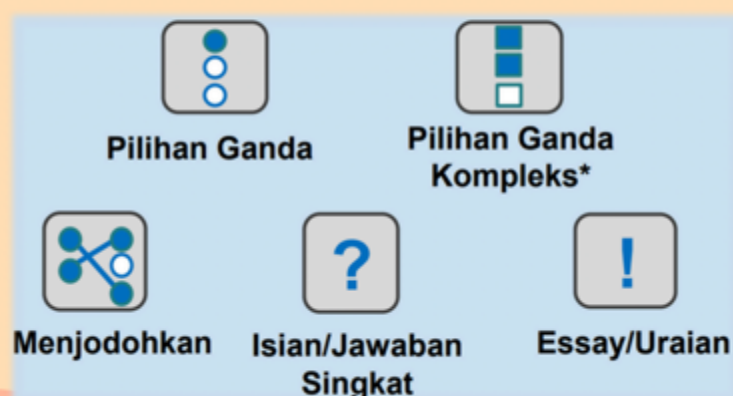 Pilihan Ganda
Pilihan Ganda
Kompleks*
Menjodohkan
?
Isian/Jawaban
Singkat
!
Essay/Uraian